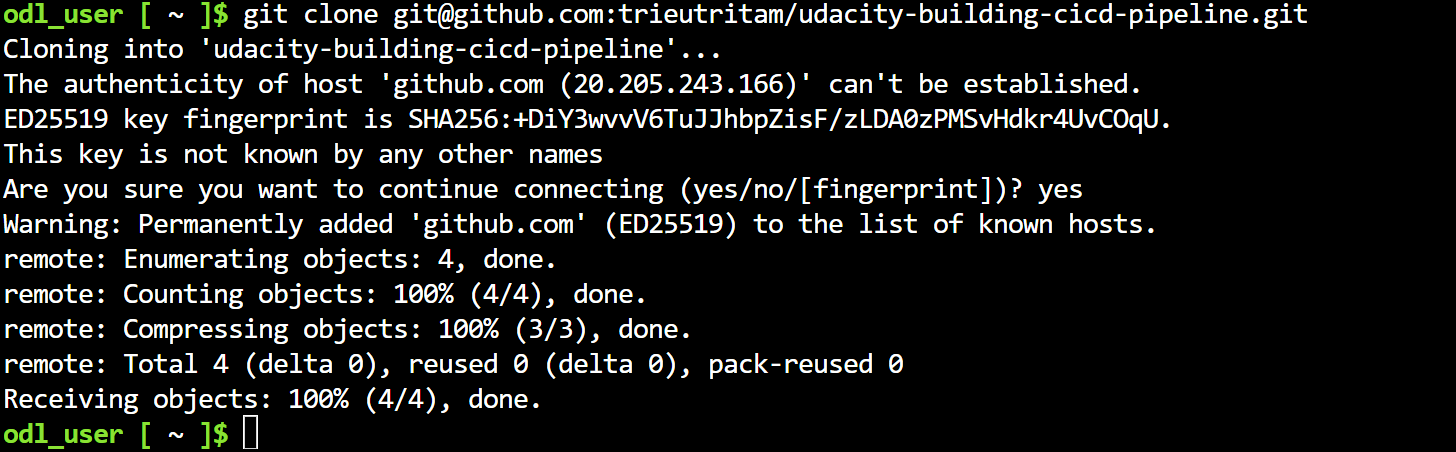 odl_user [ ~ ]$ git clone git@github.com:trieutritam/udacity-building-cicd-pipeline.git
Cloning into 'udacity-building-cicd-pipeline'...
The authenticity of host 'github.com (20.205.243.166)' can't be established.
ED25519 key fingerprint is SHA256:+DiY3wvvV6TuJJhbpZisF/zLDA0zPMSvHdkr4UvCOqU.
This key is not known by any other names
Are you sure you want to continue connecting (yes/no/[fingerprint])? yes
Warning: Permanently added 'github.com' (ED25519) to the list of known hosts.
remote: Enumerating objects: 4, done.
remote: Counting objects: 100% (4/4), done.
remote: Compressing objects: 100% (3/3), done.
remote: Total 4 (delta 0), reused 0 (delta 0), pack-reused 0
Receiving objects: 100% (4/4), done.
odl_user [ ~ ]$